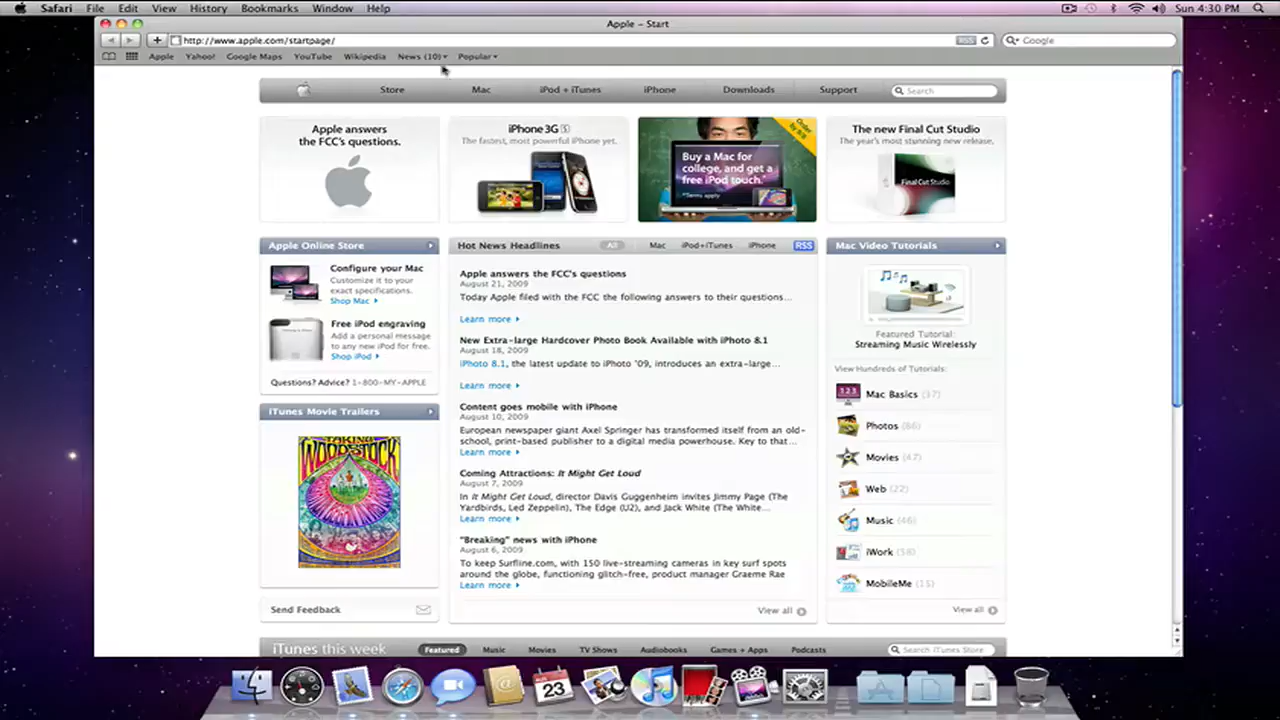 Safari File Edit View History Bookmarks Window Help Sun 4:30 PM
Apple - Start
http://www.apple.com/startpage/ RSS Google
Apple Yahoo! Google Maps YouTube Wikipedia News (10) Popular
Store Mac iPod + iTunes iPhone Downloads Support Search
Apple answers
the FCC's questions.
iPhone 3G S
The fastest, most powerful iPhone yet.
Buy a Mac for
college, and get a
free iPod touch.*
*Terms apply
Order
The new Final Cut Studio
The year's most stunning new release.
Final Cut Studio
Apple Online Store
Configure your Mac
Customize it to your
exact specifications.
Shop Mac
Free iPod engraving
Add a personal message
to any new iPod for free.
Shop iPod
Questions? Advice? 1-800-MY-APPLE
iTunes Movie Trailers
TAKING
WOODSTOCK
Send Feedback
Hot News Headlines All Mac iPod+iTunes iPhone RSS
Apple answers the FCC's questions
August 21, 2009
Today Apple filed with the FCC the following answers to their questions...
Learn more
New Extra-large Hardcover Photo Book Available with iPhoto 8.1
August 18, 2009
iPhoto 8.1, the latest update to iPhoto '09, introduces an extra-large...
Learn more
Content goes mobile with iPhone
August 10, 2009
European newspaper giant Axel Springer has transformed itself from an old-
school, print-based publisher to a digital media powerhouse. Key to that...
Learn more
Coming Attractions: It Might Get Loud
August 7, 2009
In It Might Get Loud, director Davis Guggenheim invites Jimmy Page (The
Yardbirds, Led Zeppelin), The Edge (U2), and Jack White (The White...
Learn more
"Breaking" news with iPhone
August 6, 2009
To keep Surfline.com, with 150 live-streaming cameras in key surf spots
around the globe, functioning glitch-free, product manager Graeme Rae
Learn more
View all
Mac Video Tutorials
Featured Tutorial:
Streaming Music Wirelessly
View Hundreds of Tutorials:
123
Mac Basics (37)
Photos (86)
Movies (47)
Web (22)
Music (46)
iWork (58)
MobileMe (15)
View all
iTunes this week Featured Music Movies TV Shows Audiobooks Games + Apps Podcasts Search iTunes Store
23